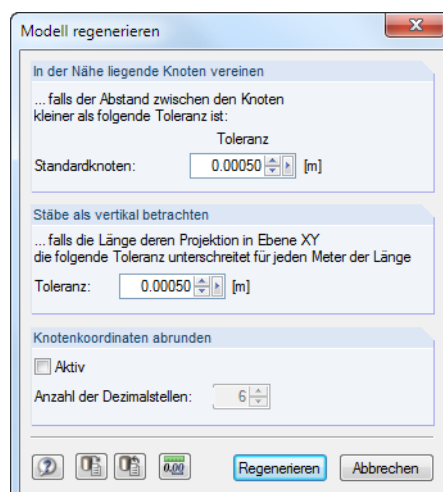 Modell regenerieren
In der Nähe liegende Knoten vereinen
...falls der Abstand zwischen den Knoten
kleiner als folgende Toleranz ist:
Toleranz
Standardknoten: 0.00050 [m]
Stäbe als vertikal betrachten
...falls die Länge deren Projektion in Ebene XY
die folgende Toleranz unterschreitet für jeden Meter der Länge
Toleranz: 0.00050 [m]
Knotenkoordinaten abrunden
Aktiv
Anzahl der Dezimalstellen: 6
0,00 Regenerieren Abbrechen